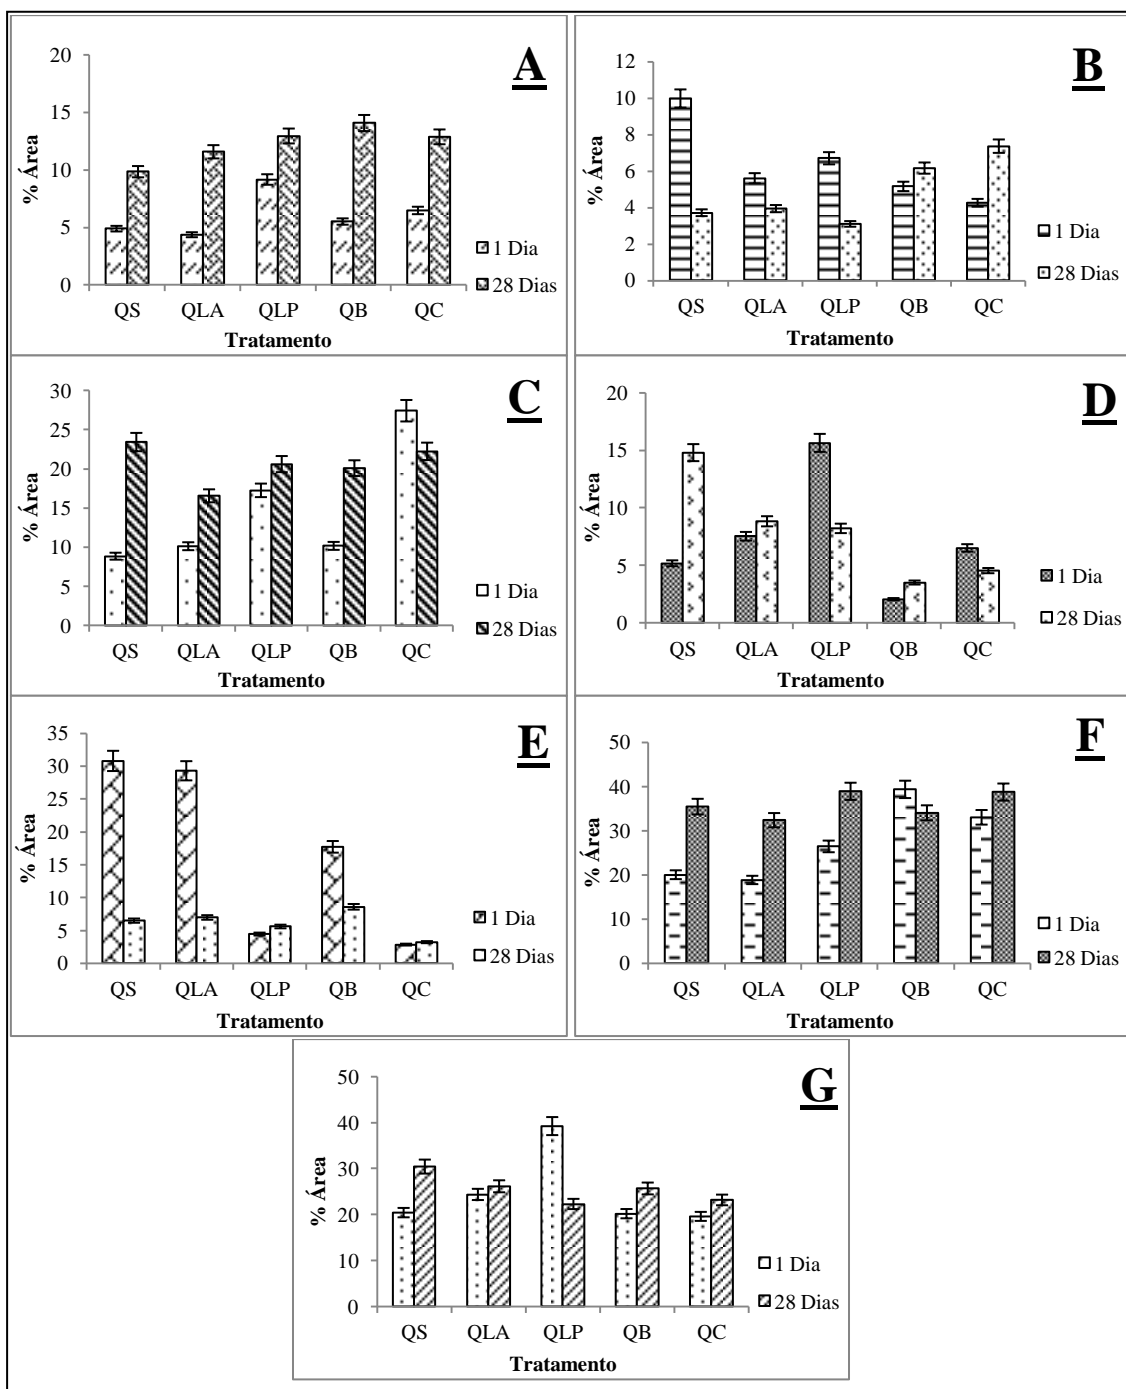 A
20
15
10
5
0
% Área
QS QLA QLP QB QC
Tratamento
1 Dia
28 Dias
B
12
10
8
6
4
2
0
% Área
QS QLA QLP QB QC
Tratamento
1 Dia
28 Dias
C
30
25
20
15
10
5
0
% Área
QS QLA QLP QB QC
Tratamento
1 Dia
28 Dias
D
20
15
10
5
0
% Área
QS QLA QLP QB QC
Tratamento
1 Dia
28 Dias
E
35
30
25
20
15
10
5
0
% Área
QS QLA QLP QB QC
Tratamento
1 Dia
28 Dias
F
50
40
30
20
10
0
% Área
QS QLA QLP QB QC
Tratamento
1 Dia
28 Dias
G
50
40
30
20
10
0
% Área
QS QLA QLP QB QC
Tratamento
1 Dia
28 Dias